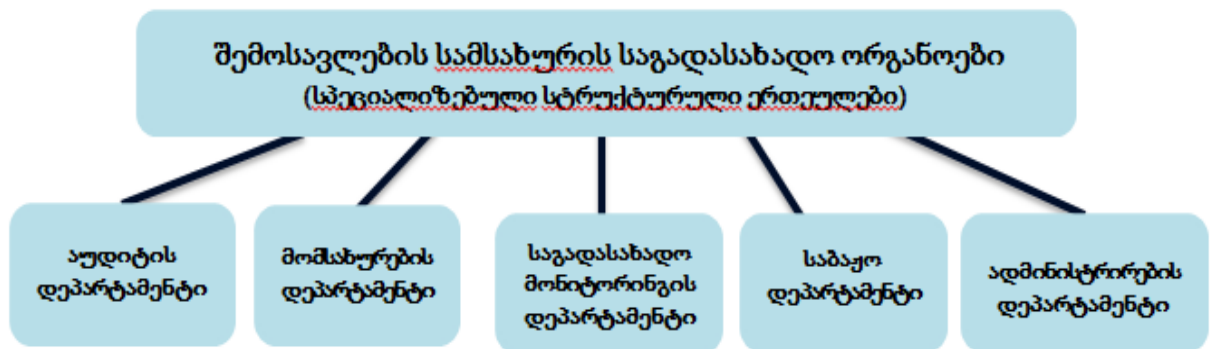 შემოსავლების სამსახურის საგადასახადო ორგანოები
(სპეციალიზებული სტრუქტურული ერთეულები)
აუდიტის
დეპარტამენტი
მომსახურების
დეპარტამენტი
საგადასახადო
მონიტორინგის
დეპარტამენტი
საბაჟო
დეპარტამენტი
ადმინისტრირების
დეპარტამენტი